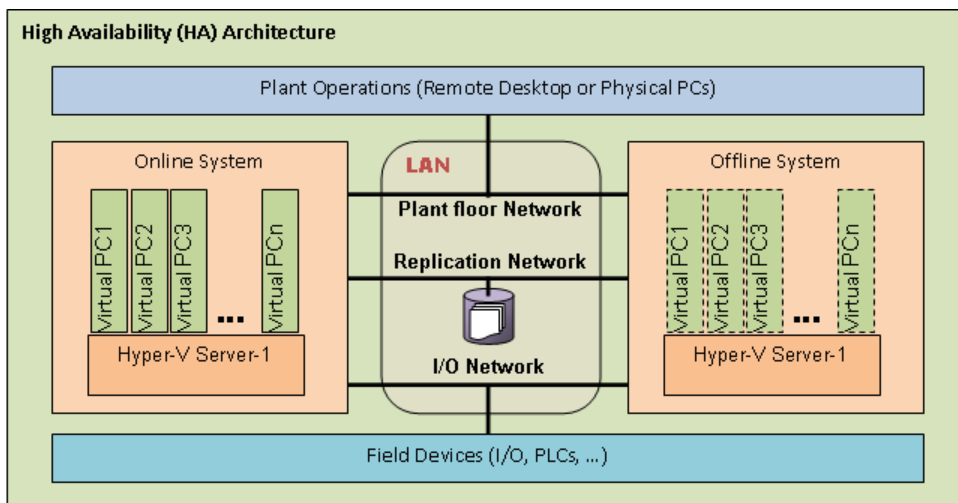 High Availability (HA) Architecture
Plant Operations (Remote Desktop or Physical PCs)
Online System
Virtual PC1
Virtual PC2
Virtual PC3
...
Virtual PCn
Hyper-V Server-1
LAN
Plant floor Network
Replication Network
I/O Network
Offline System
Virtual PC1
Virtual PC2
Virtual PC3
...
Virtual PCn
Hyper-V Server-1
Field Devices (I/O, PLCs, ...)